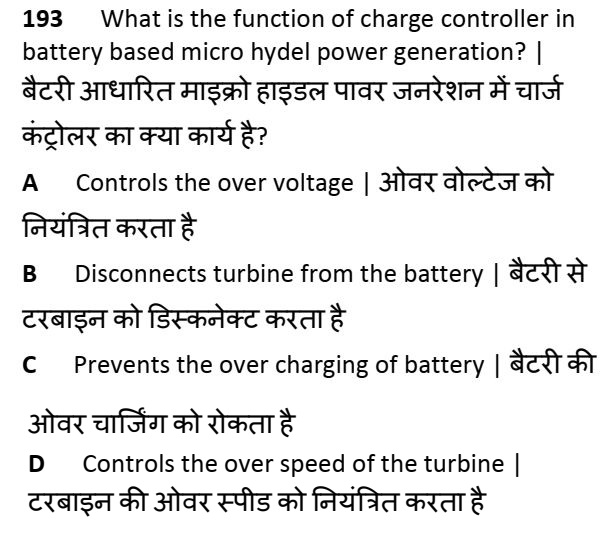 193 What is the function of charge controller in
battery based micro hydel power generation? |
बैटरी आधारित माइक्रो हाइडल पावर जनरेशन में चार्ज
कंट्रोलर का क्या कार्य है?
A Controls the over voltage | ओवर वोल्टेज को
नियंत्रित करता है
B Disconnects turbine from the battery | बैटरी से
टरबाइन को डिस्कनेक्ट करता है
C Prevents the over charging of battery | बैटरी की
ओवर चार्जिंग को रोकता है
D Controls the over speed of the turbine |
टरबाइन की ओवर स्पीड को नियंत्रित करता है